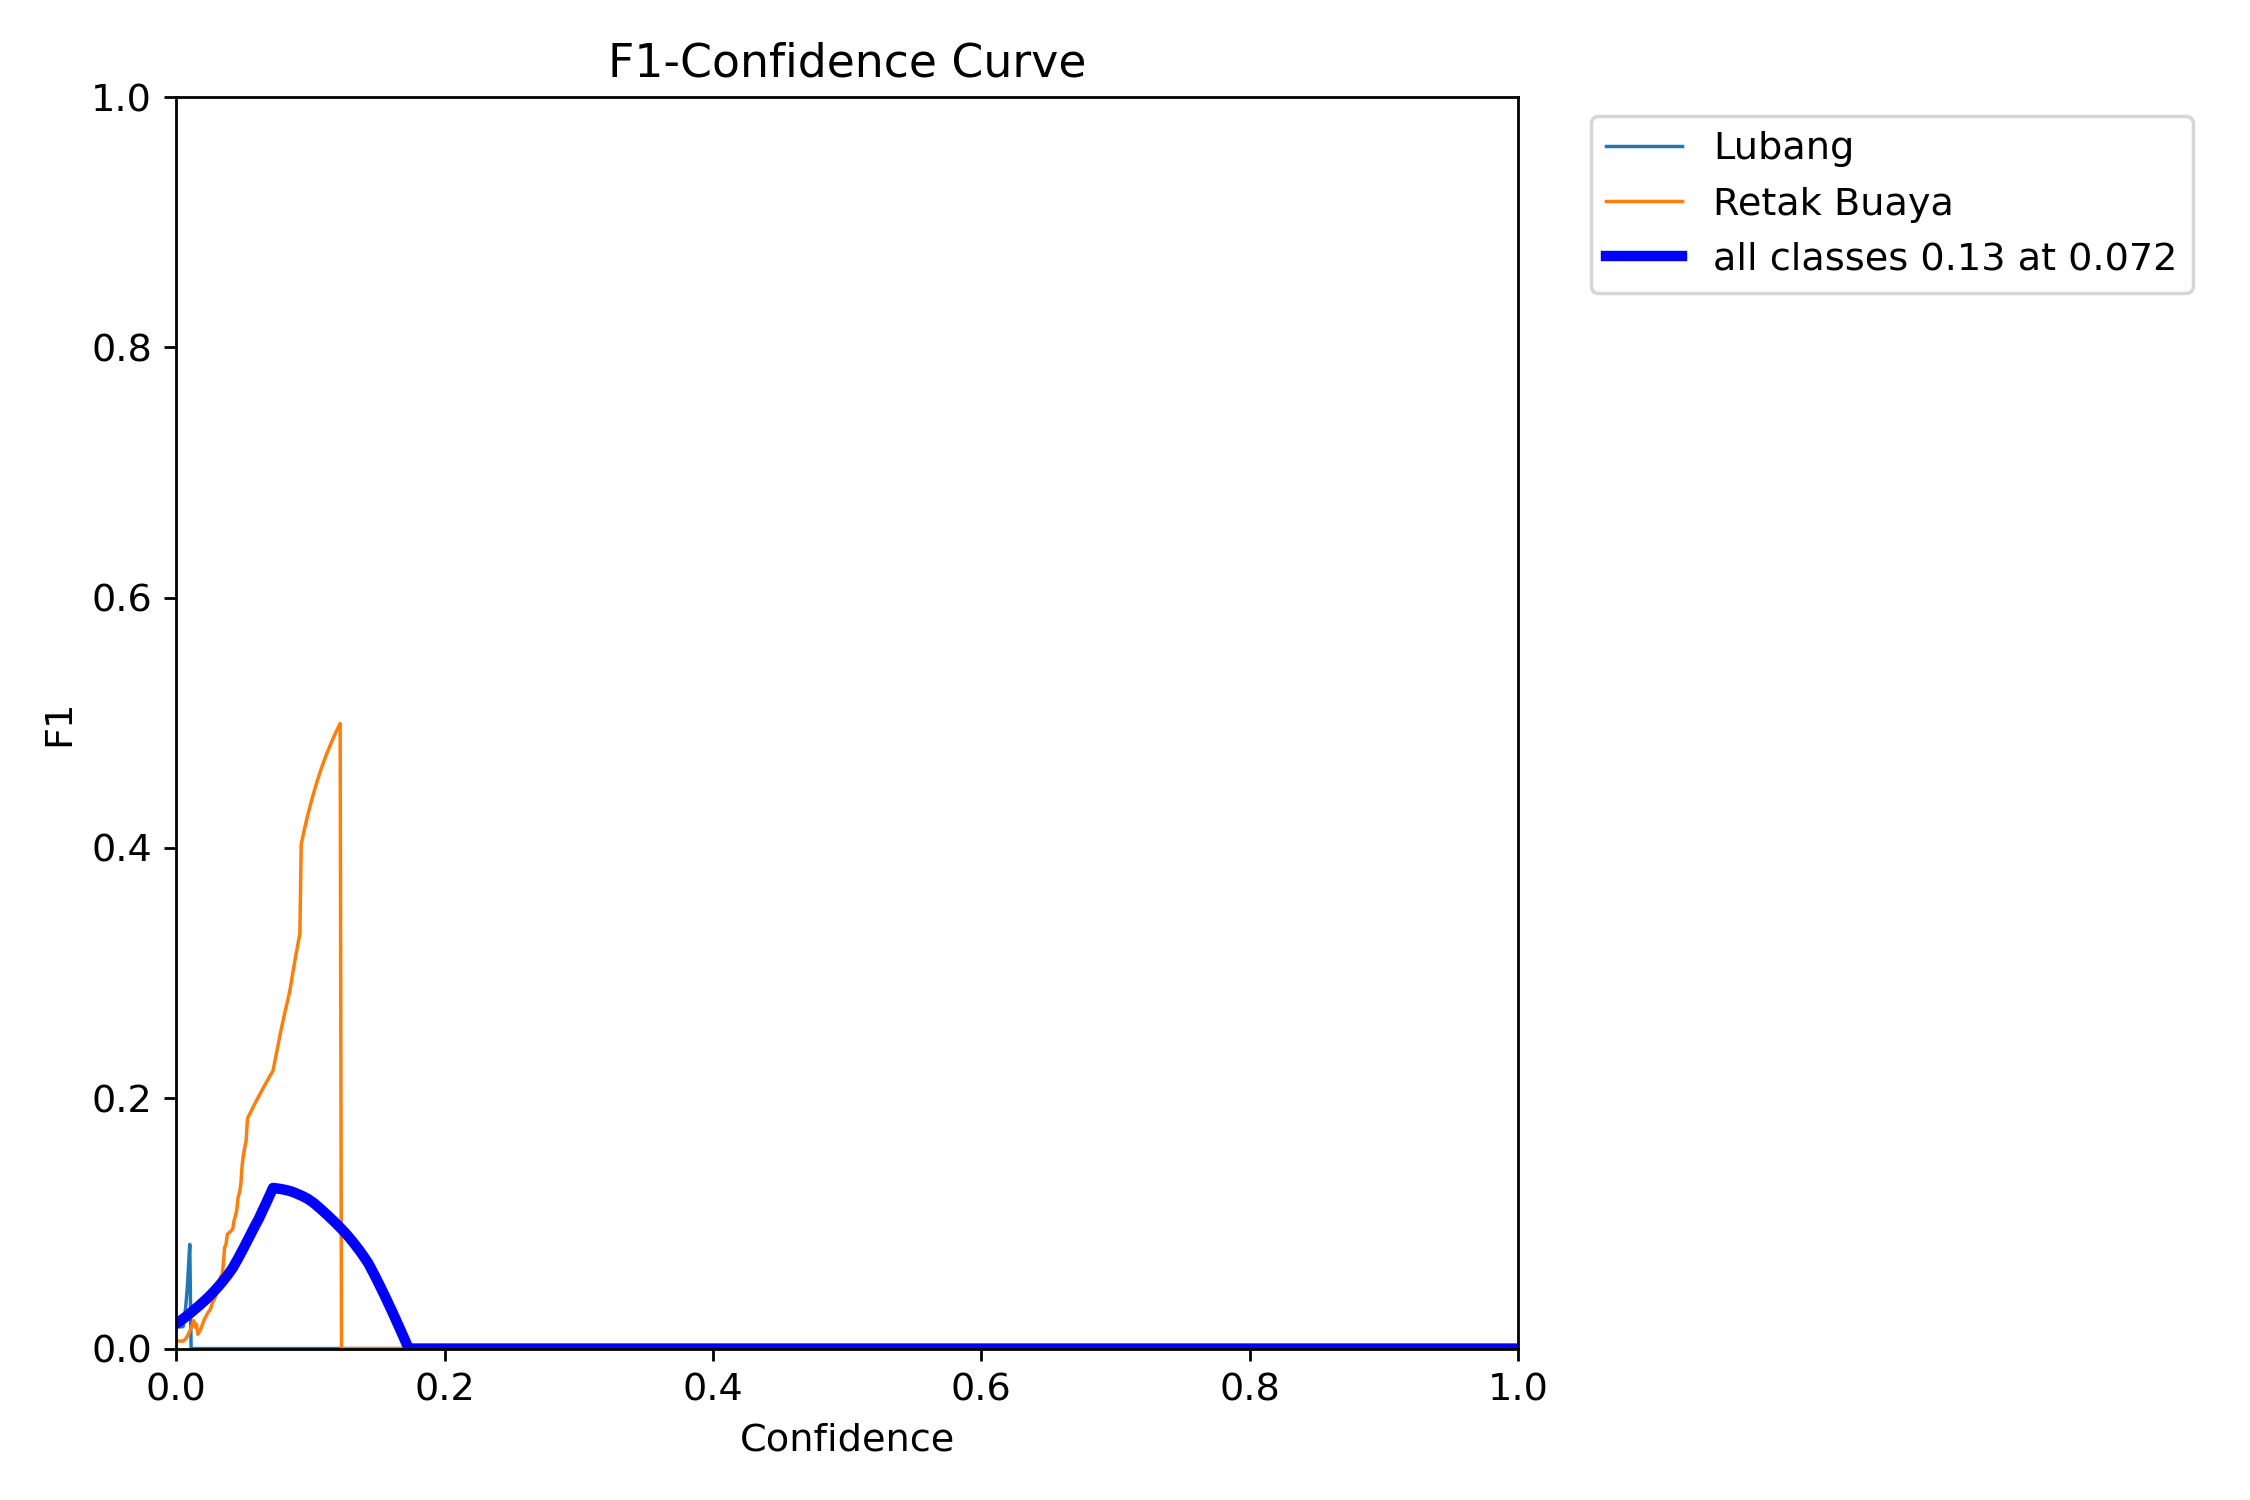 F1-Confidence Curve
1.0
0.8
0.6
0.4
0.2
0.0
F1
0.0 0.2 0.4 0.6 0.8 1.0
Confidence
Lubang
Retak Buaya
all classes 0.13 at 0.072